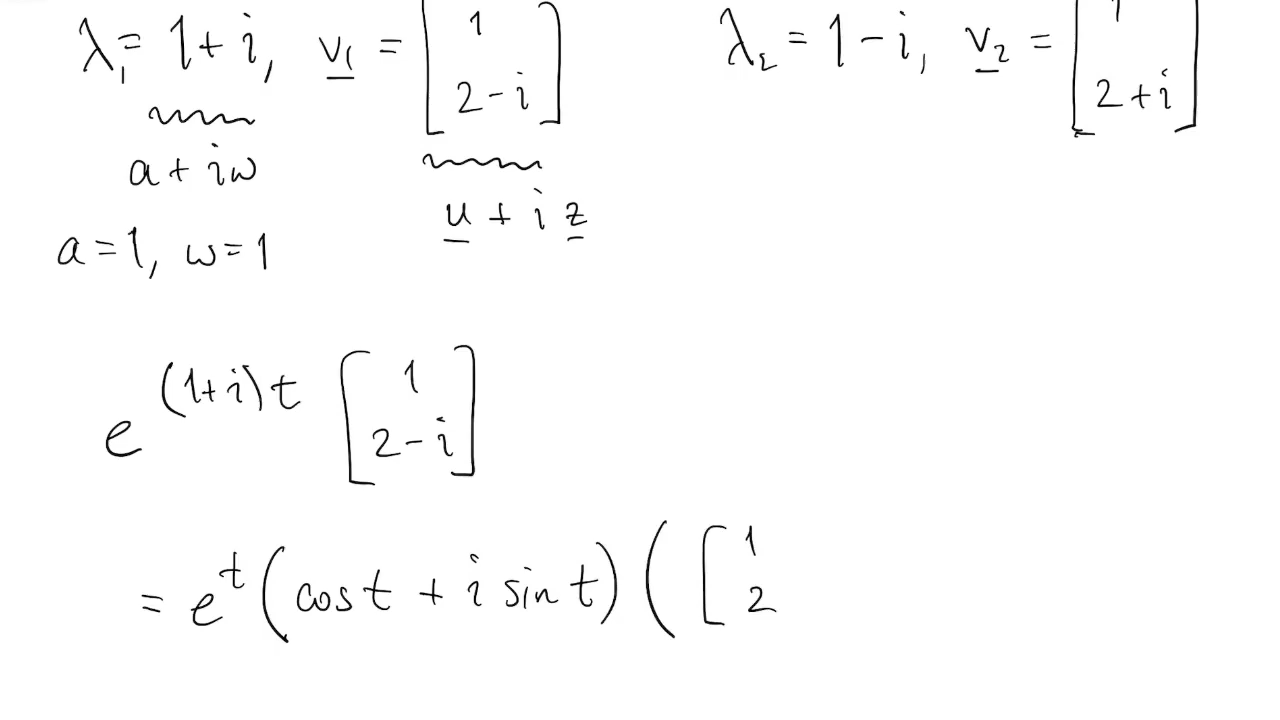 λ₁ = 1 + i, v₁ = [ 1 2 - i ] λ₂ = 1 - i, v₂ = [ 1 2 + i ]
a + iw u + i z
a = 1, w = 1
e^(1+i)t [ 1 2 - i ]
= e^t ( cos t + i sin t ) ( [ 1 2